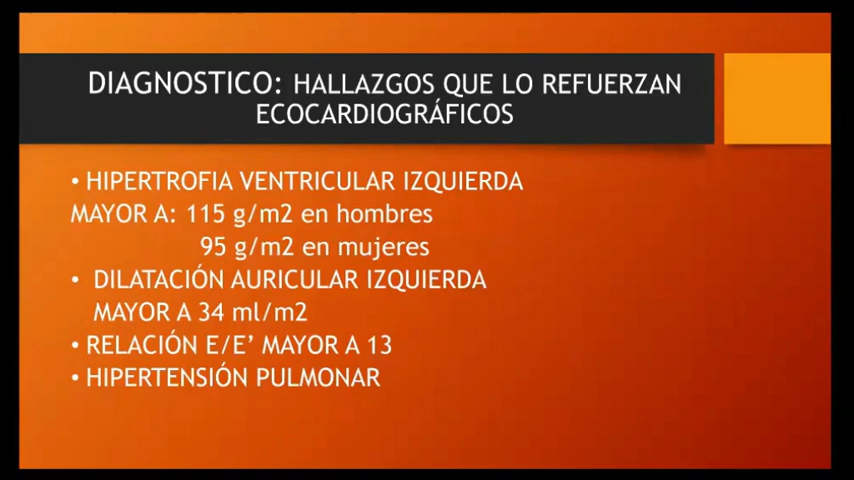 DIAGNOSTICO: HALLAZGOS QUE LO REFUERZAN
ECOCARDIOGRÁFICOS
• HIPERTROFIA VENTRICULAR IZQUIERDA
MAYOR A: 115 g/m2 en hombres
95 g/m2 en mujeres
• DILATACIÓN AURICULAR IZQUIERDA
MAYOR A 34 ml/m2
• RELACIÓN E/E’ MAYOR A 13
• HIPERTENSIÓN PULMONAR